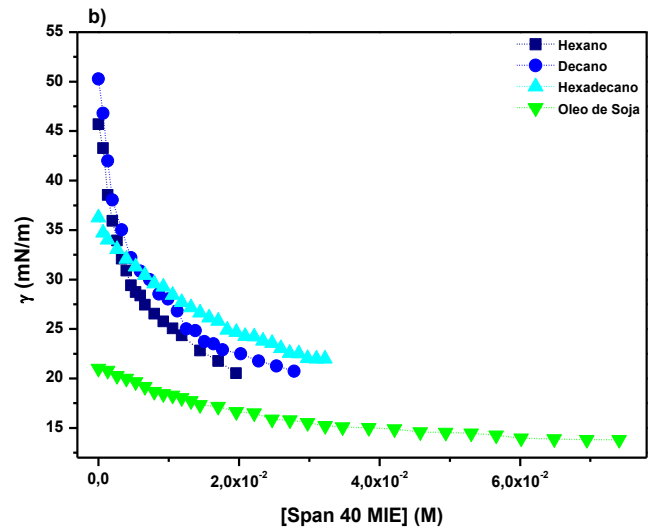 b)
55
50
45
40
35
30
25
20
15
γ (mN/m)
Hexano
Decano
Hexadecano
Oleo de Soja
0,0
2,0x10⁻²
4,0x10⁻²
6,0x10⁻²
[Span 40 MIE] (M)